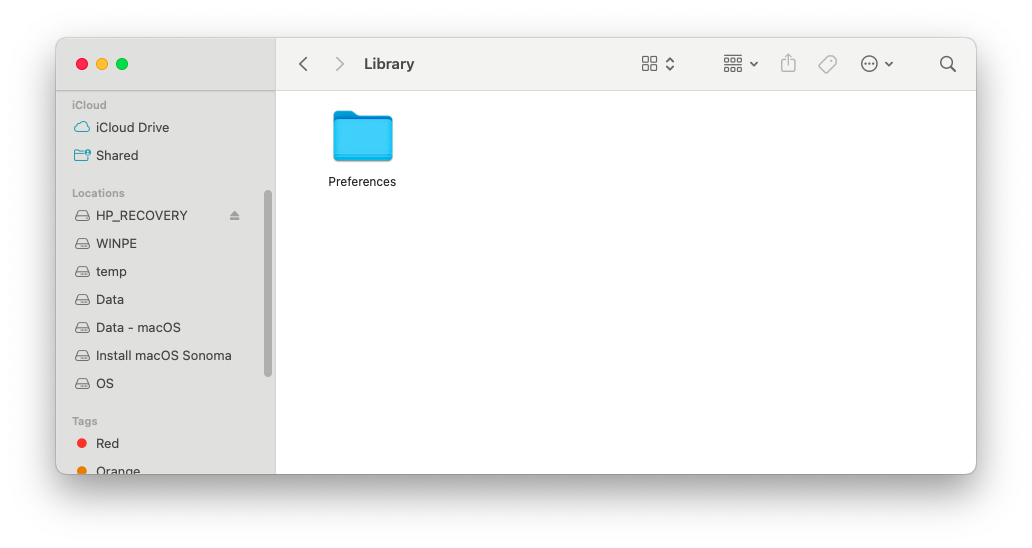 Library
iCloud
iCloud Drive
Shared
Locations
HP_RECOVERY
WINPE
temp
Data
Data - macOS
Install macOS Sonoma
OS
Tags
Red
Orange
Preferences